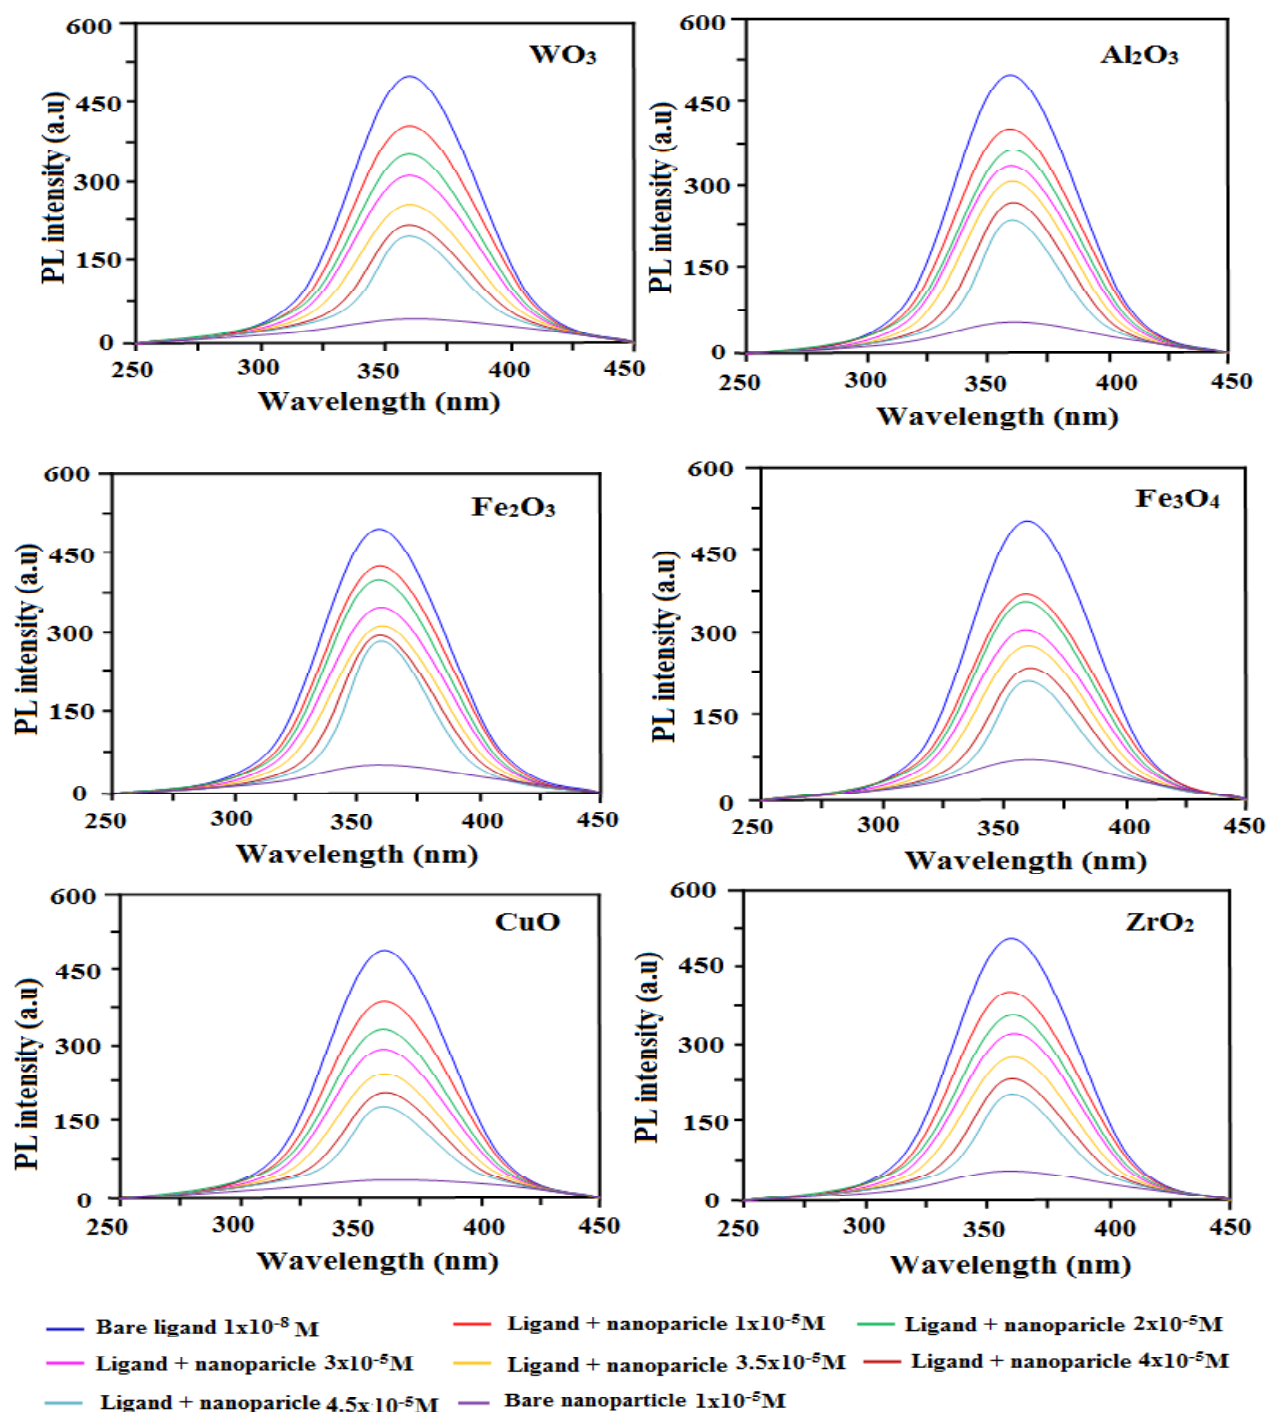 600
WO₃
450
300
150
0
250 300 350 400 450
PL intensity (a.u)
Wavelength (nm)
600
Al₂O₃
450
300
150
0
250 300 350 400 450
PL intensity (a.u)
Wavelength (nm)
600
Fe₂O₃
450
300
150
0
250 300 350 400 450
PL intensity (a.u)
Wavelength (nm)
600
Fe₃O₄
450
300
150
0
250 300 350 400 450
PL intensity (a.u)
Wavelength (nm)
600
CuO
450
300
150
0
250 300 350 400 450
PL intensity (a.u)
Wavelength (nm)
600
ZrO₂
450
300
150
0
250 300 350 400 450
PL intensity (a.u)
Wavelength (nm)
Bare ligand 1x10⁻⁸ M
Ligand + nanoparicle 1x10⁻⁵M
Ligand + nanoparicle 2x10⁻⁵M
Ligand + nanoparicle 3x10⁻⁵M
Ligand + nanoparicle 3.5x10⁻⁵M
Ligand + nanoparicle 4x10⁻⁵M
Ligand + nanoparicle 4.5x10⁻⁵M
Bare nanoparticle 1x10⁻⁵M